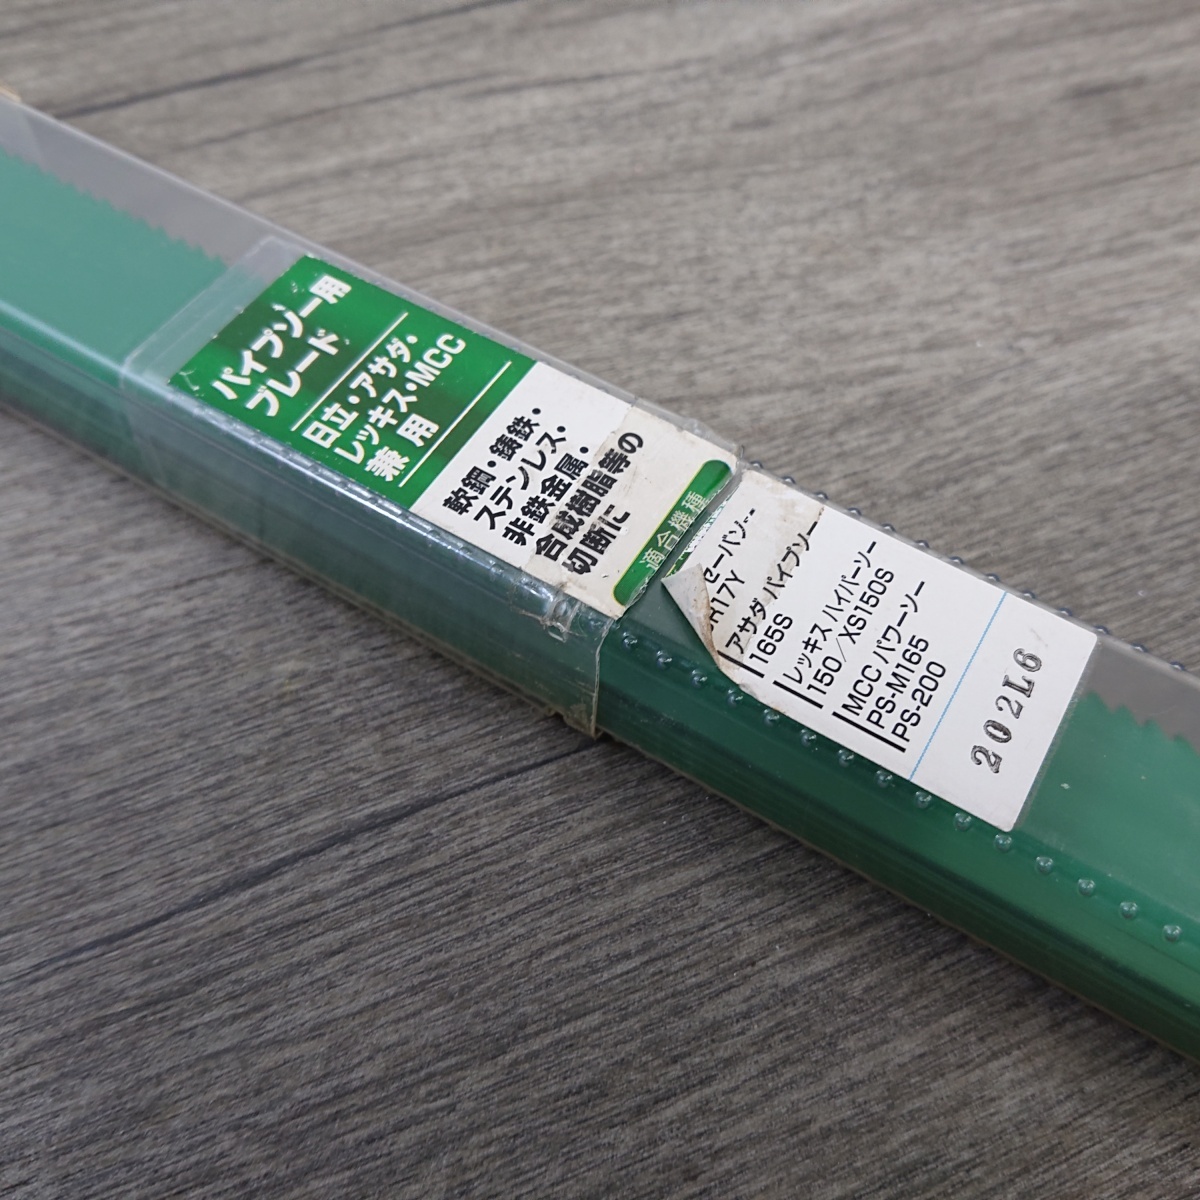 パイプソー用
ブレード
日立・アサダ・
レッキス・MCC
兼用
軟鋼・鋳鉄・
ステンレス・
非鉄金属・
合成樹脂等の
切断に
適合機種
セーバソー
H17Y
アサダ パイプソー
165S
レッキス ハイパーソー
150/XS150S
MCC パワーソー
PS-M165
PS-200
202L6